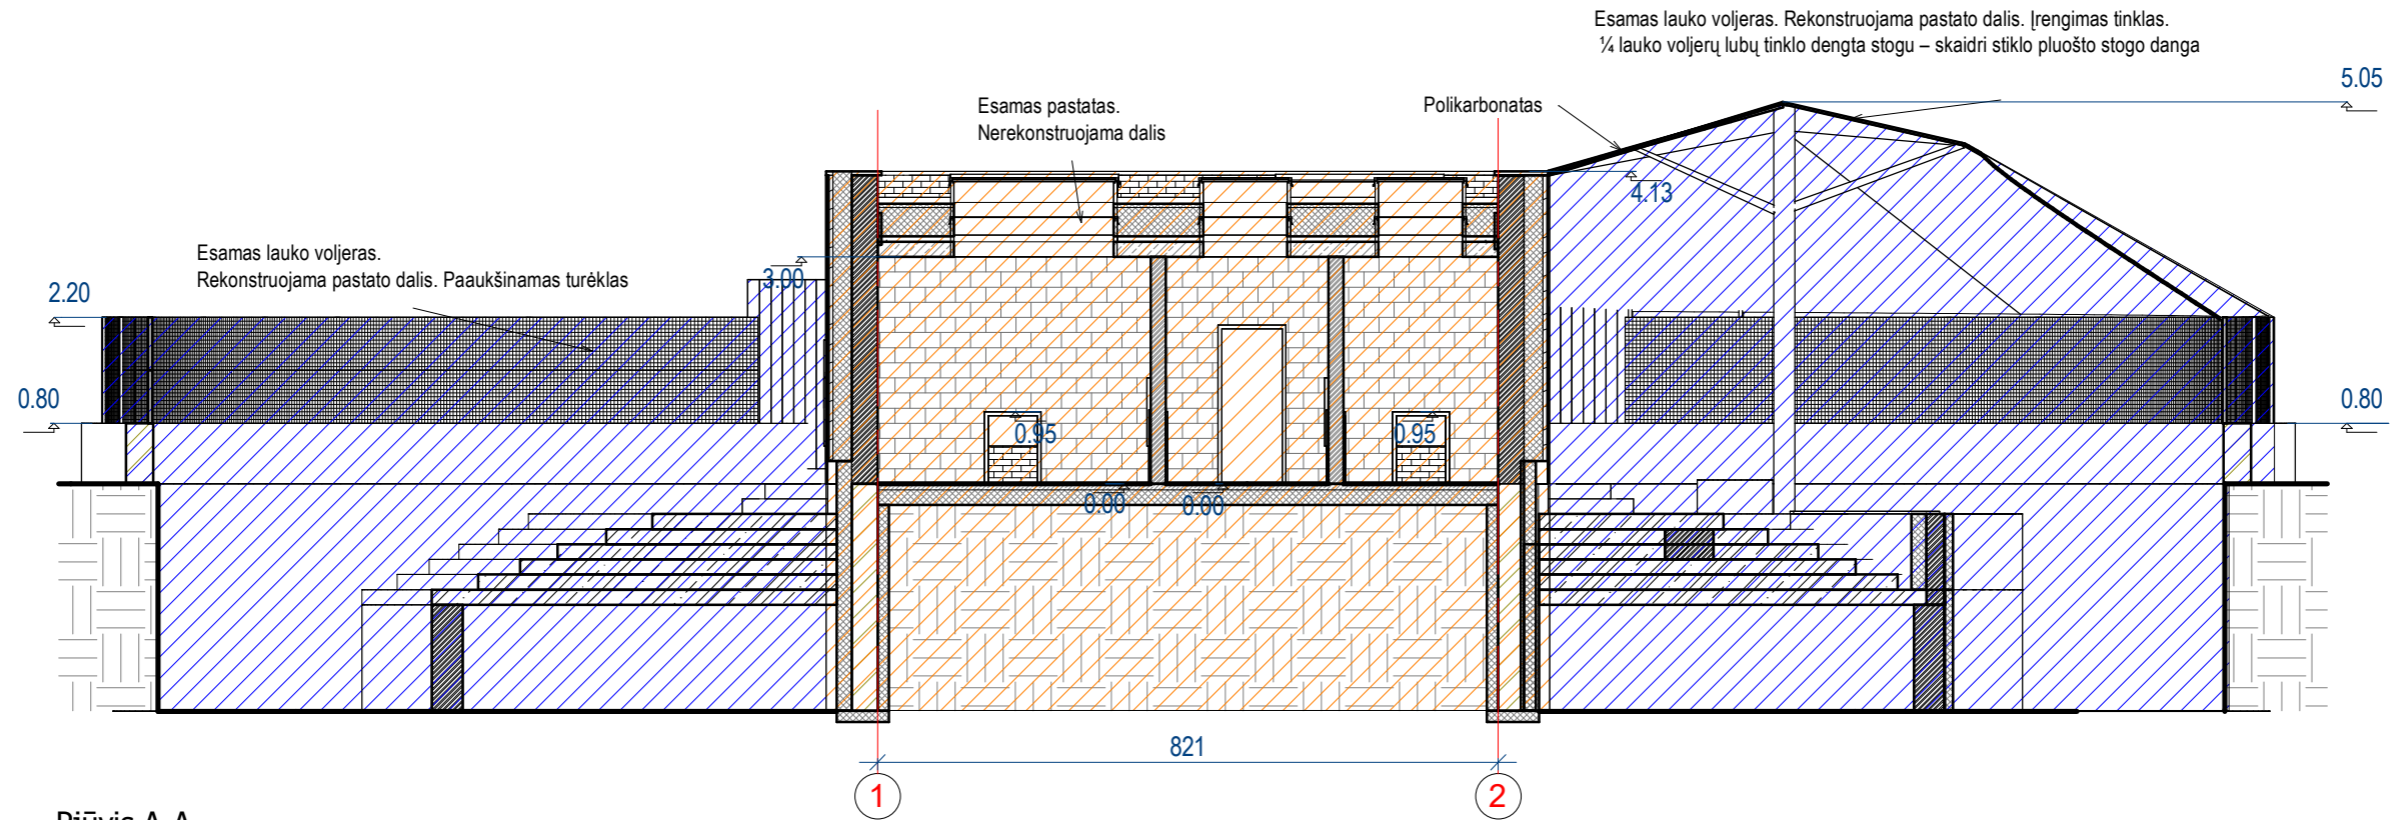 Esamas lauko voljeras. Rekonstruojama pastato dalis. Įrengimas tinklas.
¼ lauko voljerų lubų tinklo dengta stogu – skaidri stiklo pluošto stogo danga
5.05
Esamas pastatas.
Nerekonstruojama dalis
Polikarbonatas
4.13
Esamas lauko voljeras.
Rekonstruojama pastato dalis. Paaukšinamas turėklas
3.00
2.20
0.80
0.80
0.95
0.95
0.00
0.00
821
1
2
Pjūvis A-A